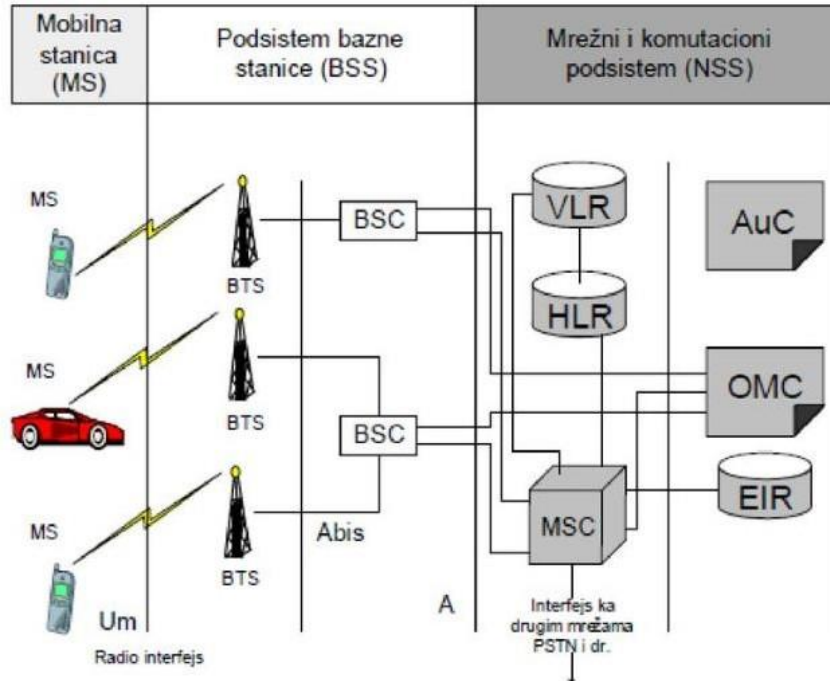 Mobilna
stanica
(MS)
Podsistem bazne
stanice (BSS)
Mrežni i komutacioni
podsistem (NSS)
MS
BTS
BSC
VLR
AuC
HLR
MS
BTS
BSC
OMC
MS
BTS
Abis
MSC
EIR
Um
A
Radio interfejs
Interfejs ka
drugim mrežama
PSTN i dr.